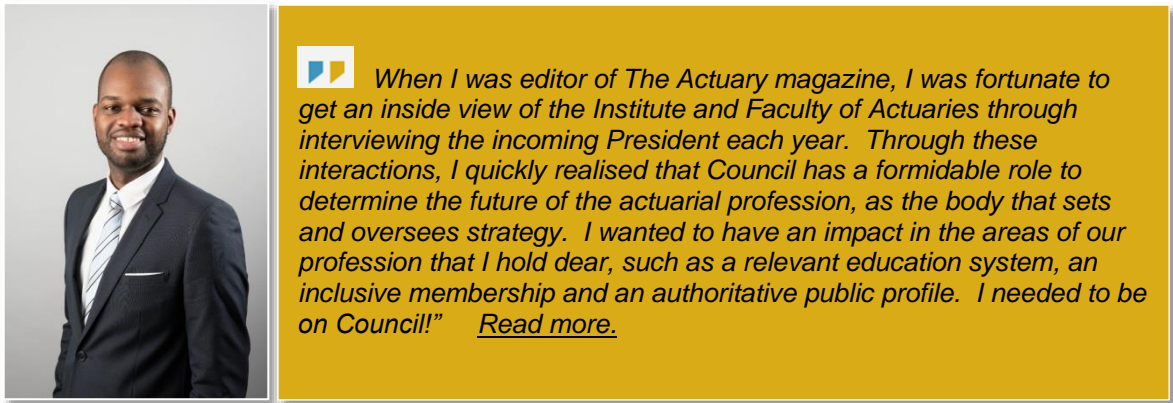 When I was editor of The Actuary magazine, I was fortunate to
get an inside view of the Institute and Faculty of Actuaries through
interviewing the incoming President each year.  Through these
interactions, I quickly realised that Council has a formidable role to
determine the future of the actuarial profession, as the body that sets
and oversees strategy.  I wanted to have an impact in the areas of our
profession that I hold dear, such as a relevant education system, an
inclusive membership and an authoritative public profile.  I needed to be
on Council!”     Read more.